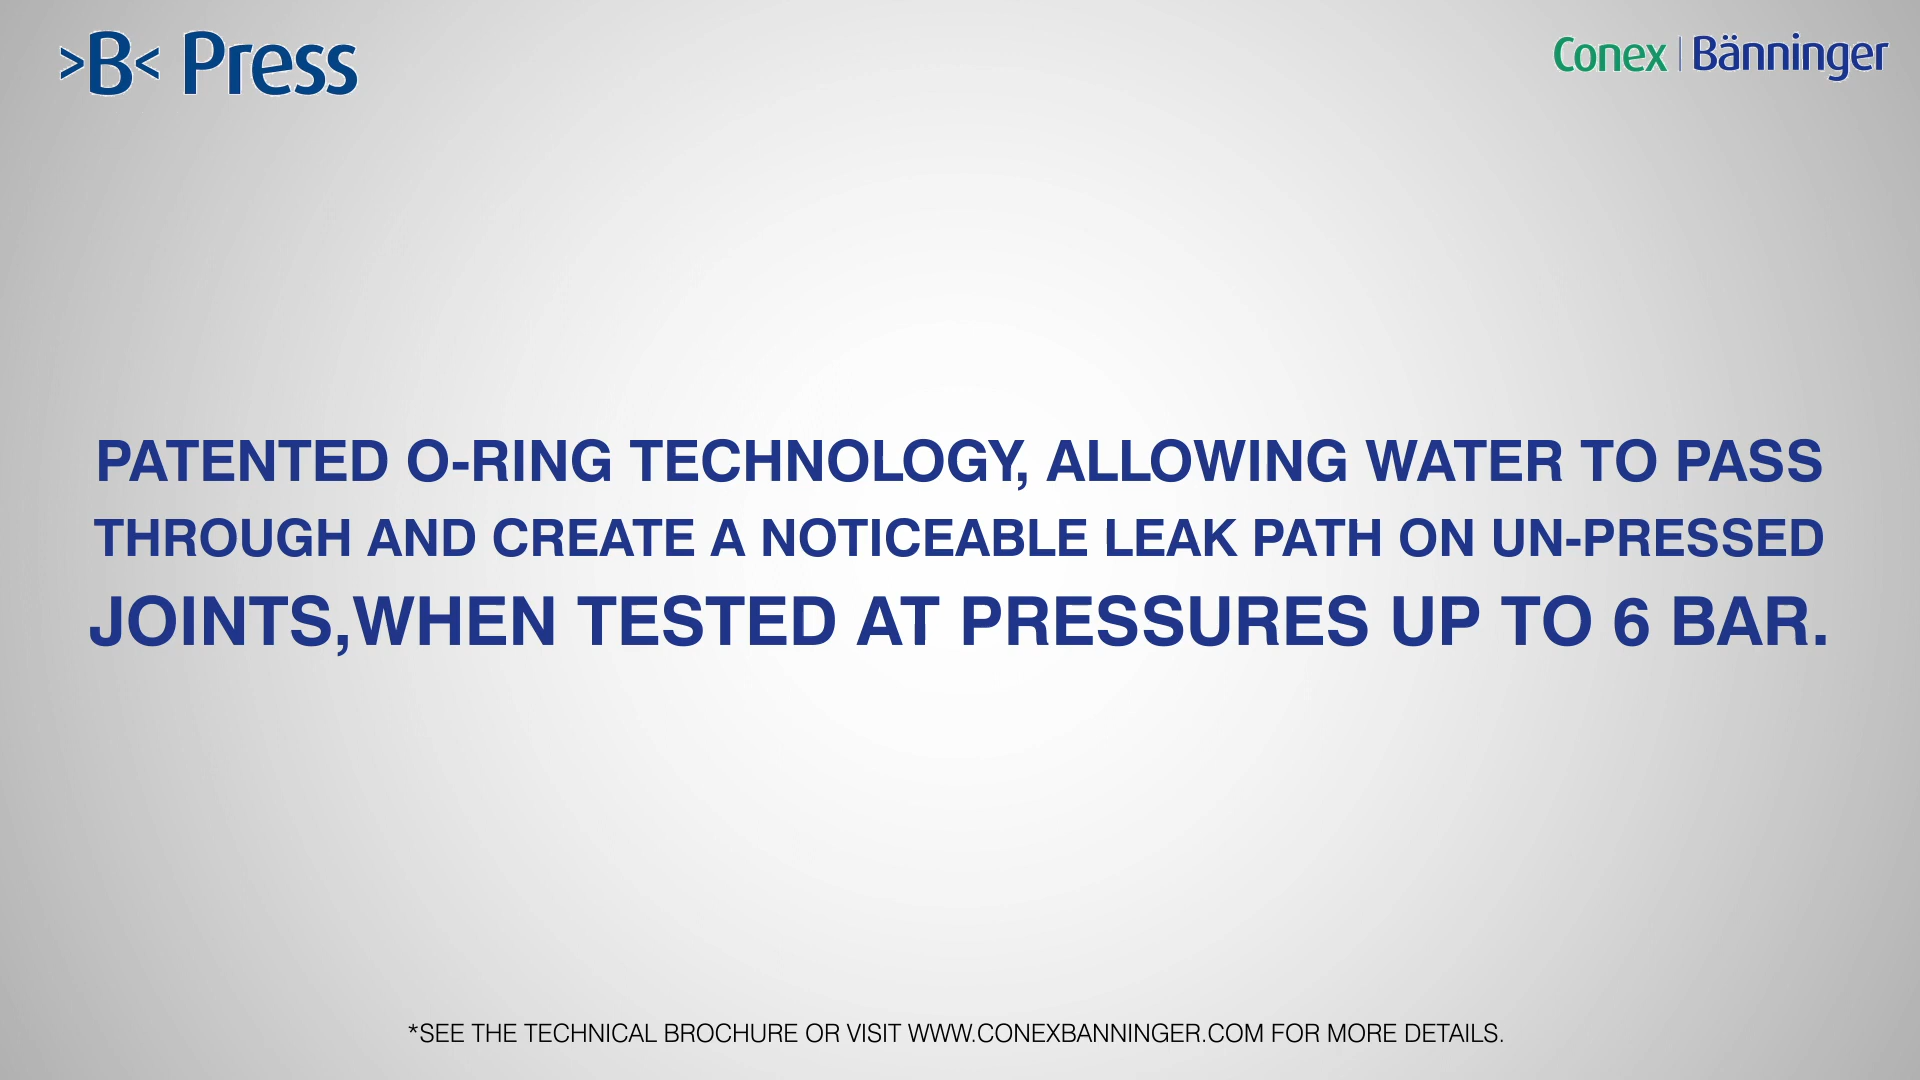 >B< Press
Conex | Bänninger
PATENTED O-RING TECHNOLOGY, ALLOWING WATER TO PASS
THROUGH AND CREATE A NOTICEABLE LEAK PATH ON UN-PRESSED
JOINTS,WHEN TESTED AT PRESSURES UP TO 6 BAR.
*SEE THE TECHNICAL BROCHURE OR VISIT WWW.CONEXBANNINGER.COM FOR MORE DETAILS.